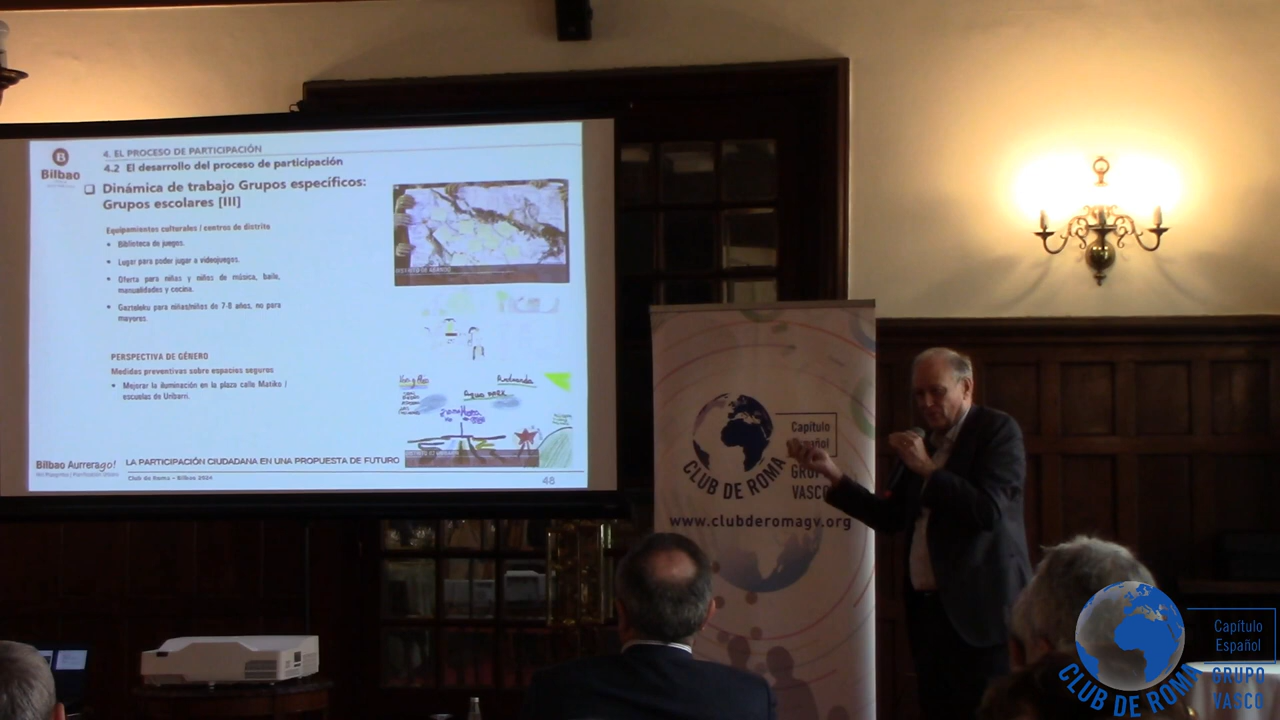 B
Bilbao
4. EL PROCESO DE PARTICIPACIÓN
4.2 El desarrollo del proceso de participación
Dinámica de trabajo Grupos específicos:
Grupos escolares [III]
Equipamientos culturales / centros de distrito
• Biblioteca de juegos.
• Lugar para poder jugar a videojuegos.
• Oferta para niñas y niños de música, baile,
manualidades y cocina.
• Gazteleku para niñas/niños de 7-8 años, no para
mayores.
PERSPECTIVA DE GÉNERO
Medidas preventivas sobre espacios seguros
• Mejorar la iluminación en la plaza calle Matiko /
escuelas de Uribarri.
DISTRITO DE ABANDO
Bilbao Aurrerago!
LA PARTICIPACIÓN CIUDADANA EN UNA PROPUESTA DE FUTURO
Club de Roma - Bilbao 2024
48
Capítulo
Español
GRUPO
VASCO
CLUB DE ROMA
www.clubderomagv.org
Capítulo
Español
GRUPO
VASCO
CLUB DE ROMA